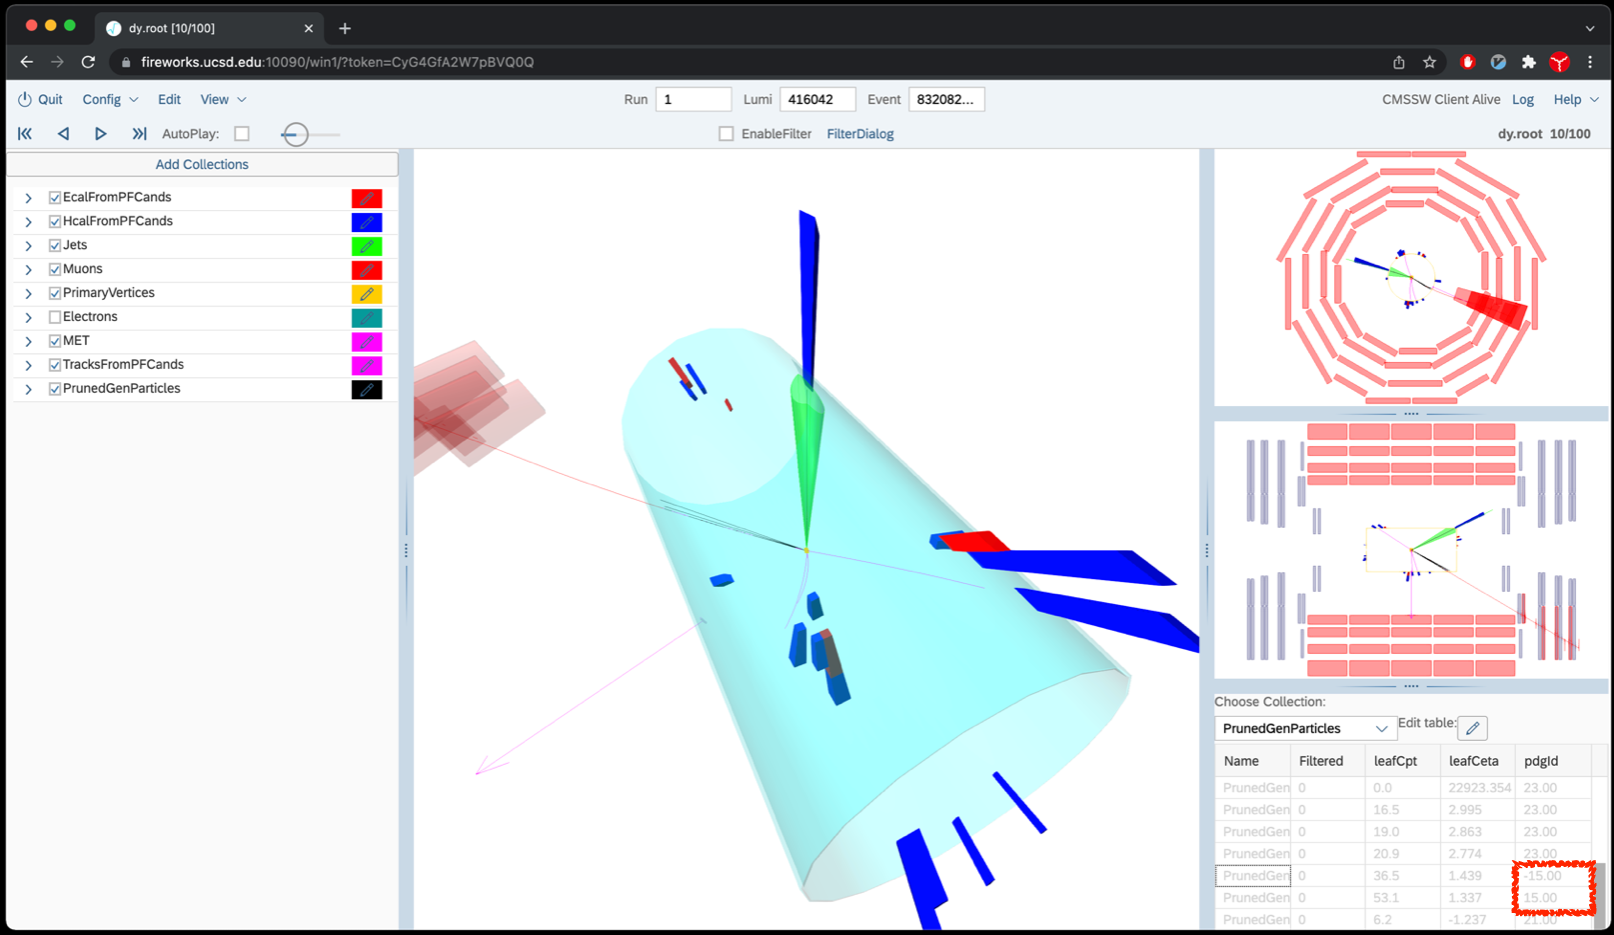 dy.root [10/100]
fireworks.ucsd.edu:10090/win1/?token=CyG4GfA2W7pBVQ0Q
Quit Config Edit View Run 1 Lumi 416042 Event 832082... CMSSW Client Alive Log Help
AutoPlay: EnableFilter FilterDialog dy.root 10/100
Add Collections
EcalFromPFCands
HcalFromPFCands
Jets
Muons
PrimaryVertices
Electrons
MET
TracksFromPFCands
PrunedGenParticles
Choose Collection:
PrunedGenParticles Edit table:
Name Filtered leafCpt leafCeta pdgId
PrunedGen 0 0.0 22923.354 23.00
PrunedGen 0 16.5 2.995 23.00
PrunedGen 0 19.0 2.863 23.00
PrunedGen 0 20.9 2.774 23.00
PrunedGen 0 36.5 1.439 -15.00
PrunedGen 0 53.1 1.337 15.00
PrunedGen 0 6.2 -1.237 21.00